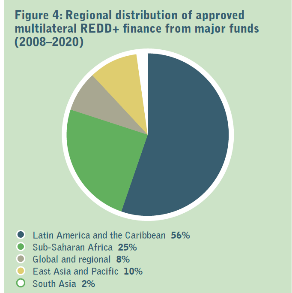 Figure 4: Regional distribution of approved
multilateral REDD+ finance from major funds
(2008–2020)
Latin America and the Caribbean 56%
Sub-Saharan Africa 25%
Global and regional 8%
East Asia and Pacific 10%
South Asia 2%